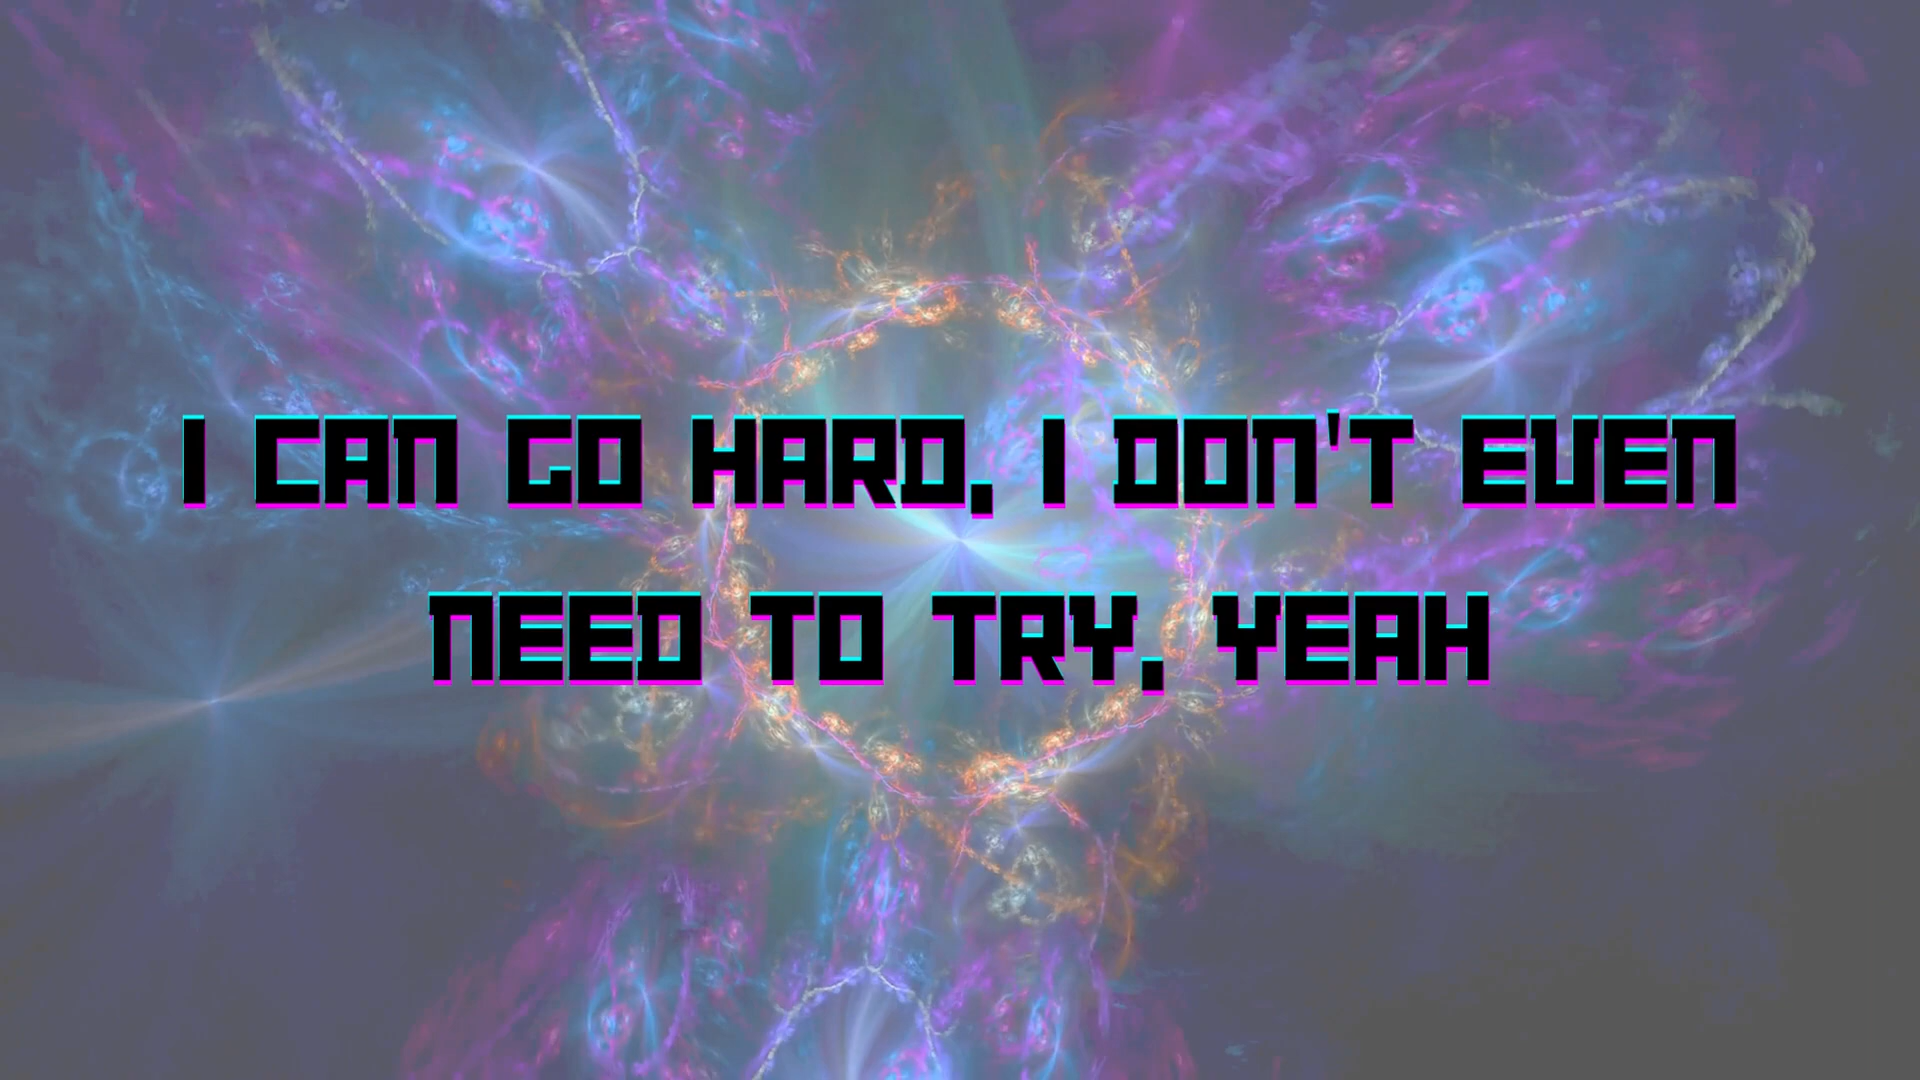 I CAN GO HARD, I DON'T EVEN
NEED TO TRY, YEAH